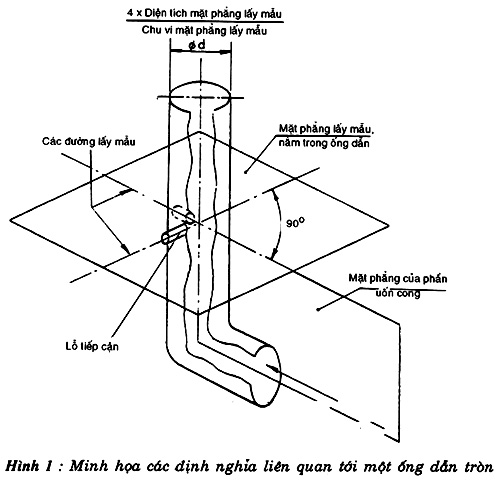 4 x Diện tích mặt phẳng lấy mẫu
Chu vi mặt phẳng lấy mẫu
ød
Các đường lấy mẫu
Mặt phẳng lấy mẫu,
nằm trong ống dẫn
90°
Mặt phẳng của phần
uốn cong
Lỗ tiếp cận
Hình 1 : Minh họa các định nghĩa liên quan tới một ống dẫn tròn